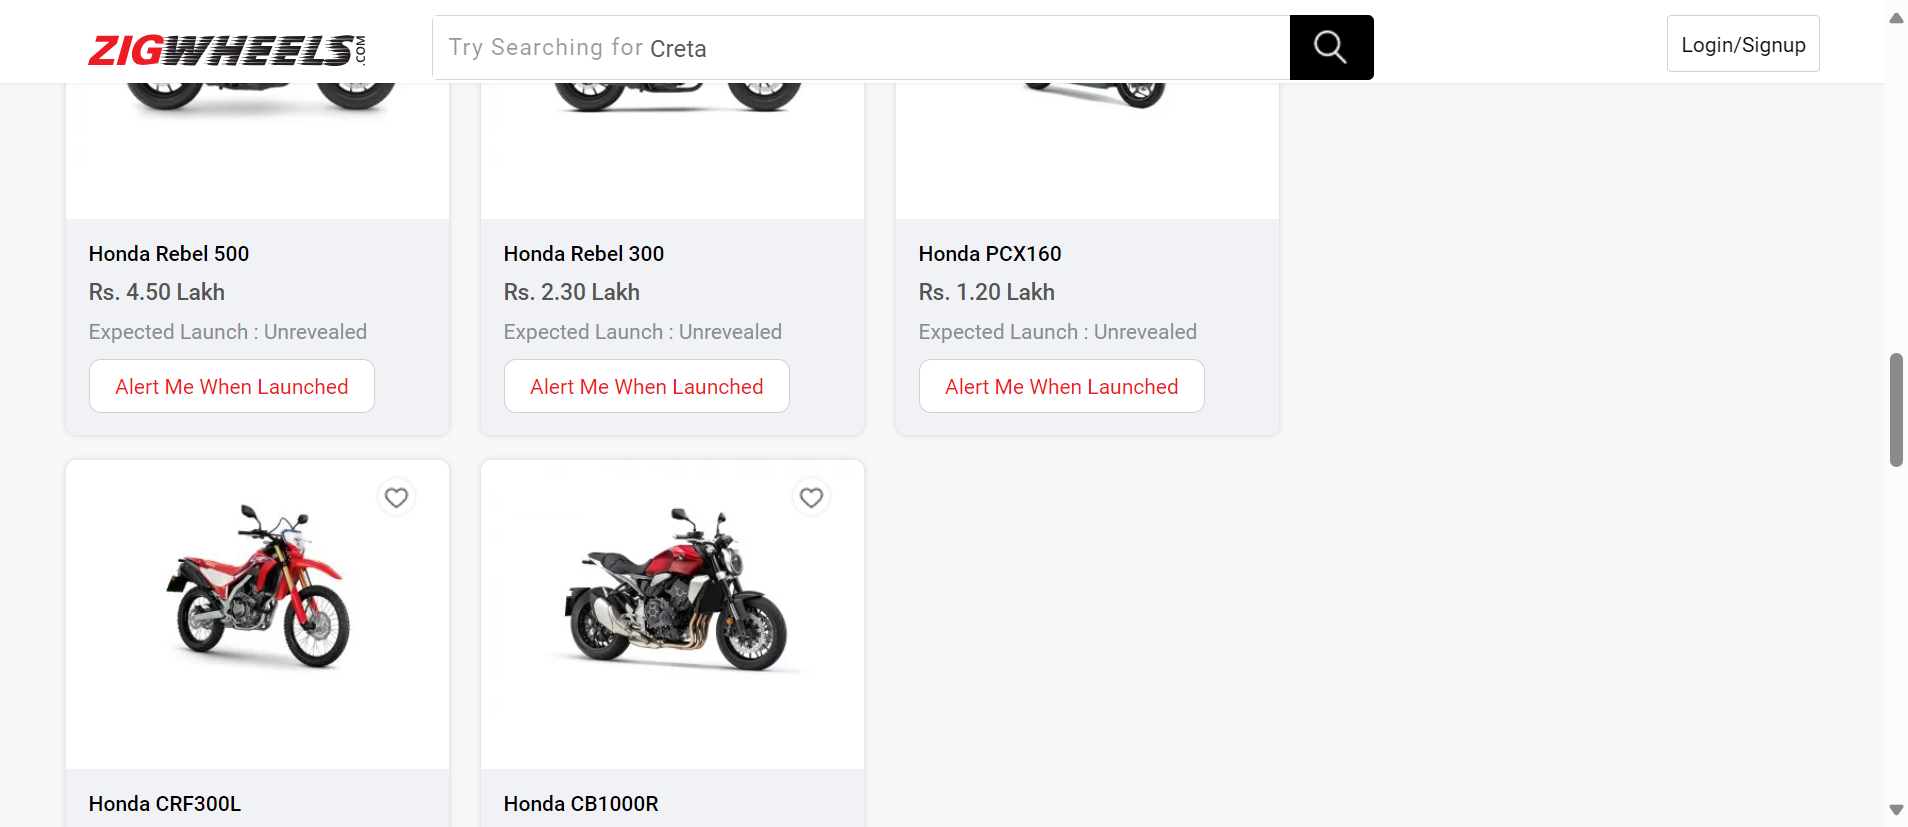 ZIGWHEELS.COM
Try Searching for Creta
Login/Signup
Honda Rebel 500
Rs. 4.50 Lakh
Expected Launch : Unrevealed
Alert Me When Launched
Honda Rebel 300
Rs. 2.30 Lakh
Expected Launch : Unrevealed
Alert Me When Launched
Honda PCX160
Rs. 1.20 Lakh
Expected Launch : Unrevealed
Alert Me When Launched
Honda CRF300L
Honda CB1000R